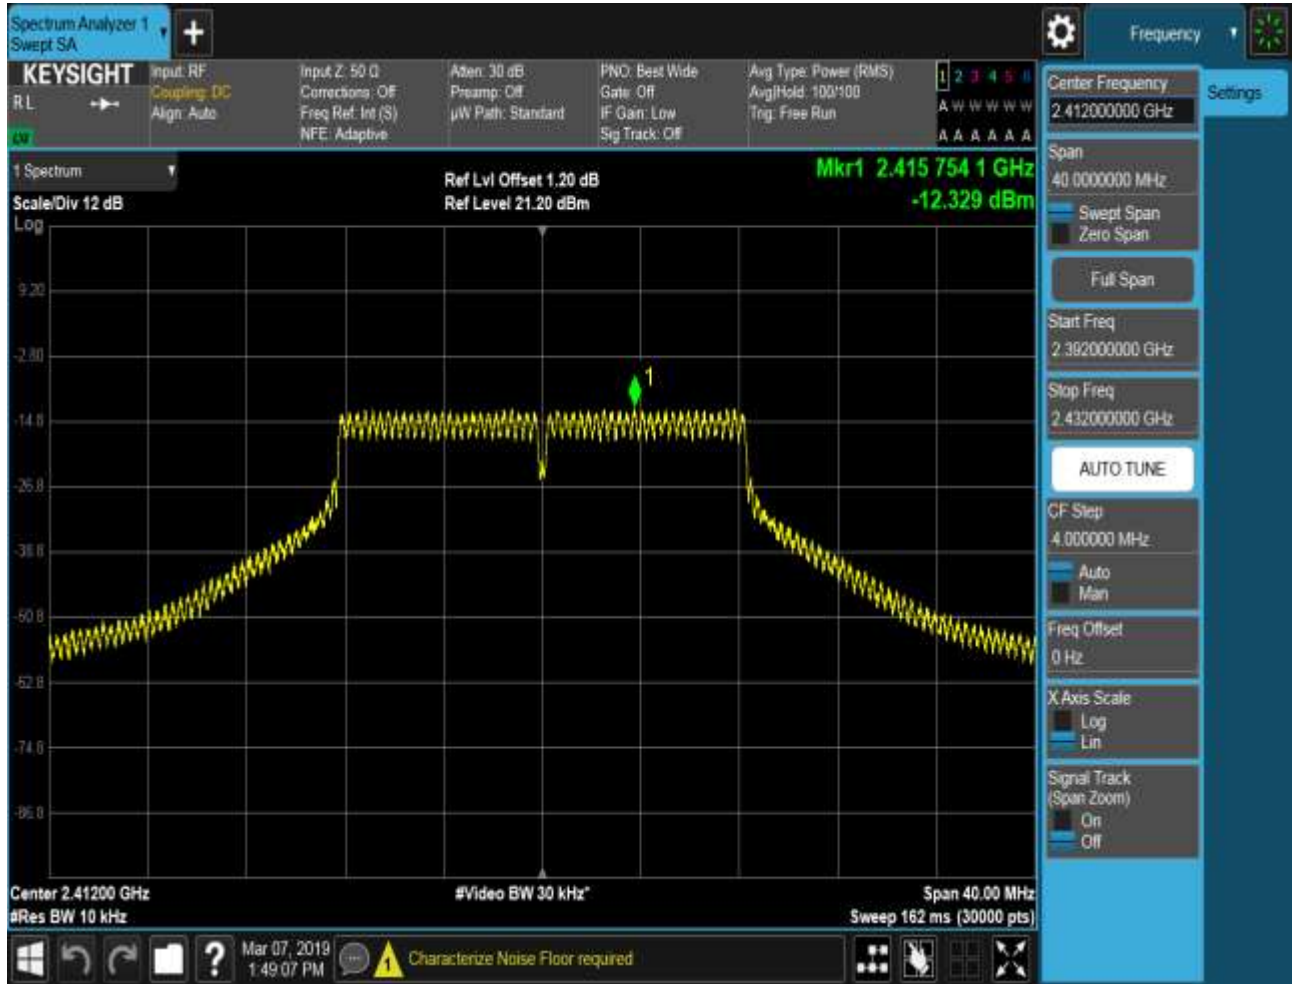 Spectrum Analyzer 1
Swept SA
+
Frequency
KEYSIGHT
Input: RF
Input Z: 50 Ω
Atten: 30 dB
PNO: Best Wide
Avg Type: Power (RMS)
1 2 3 4 5 6
R L
Coupling: DC
Corrections: Off
Preamp: Off
Gate: Off
Avg|Hold: 100/100
A W W W W W
Align: Auto
Freq Ref: Int (S)
µW Path: Standard
IF Gain: Low
Trig: Free Run
NFE: Adaptive
Sig Track: Off
A A A A A A
1 Spectrum
Ref Lvl Offset 1.20 dB
Mkr1 2.415 754 1 GHz
Scale/Div 12 dB
Ref Level 21.20 dBm
-12.329 dBm
Log
9.20
-2.80
1
-14.8
-26.8
-38.8
-50.8
-62.8
-74.8
-86.8
Center 2.41200 GHz
#Video BW 30 kHz*
Span 40.00 MHz
#Res BW 10 kHz
Sweep 162 ms (30000 pts)
Center Frequency
2.412000000 GHz
Settings
Span
40.0000000 MHz
Swept Span
Zero Span
Full Span
Start Freq
2.392000000 GHz
Stop Freq
2.432000000 GHz
AUTO TUNE
CF Step
4.000000 MHz
Auto
Man
Freq Offset
0 Hz
X Axis Scale
Log
Lin
Signal Track
(Span Zoom)
On
Off
?
Mar 07, 2019
1:49:07 PM
1
Characterize Noise Floor required